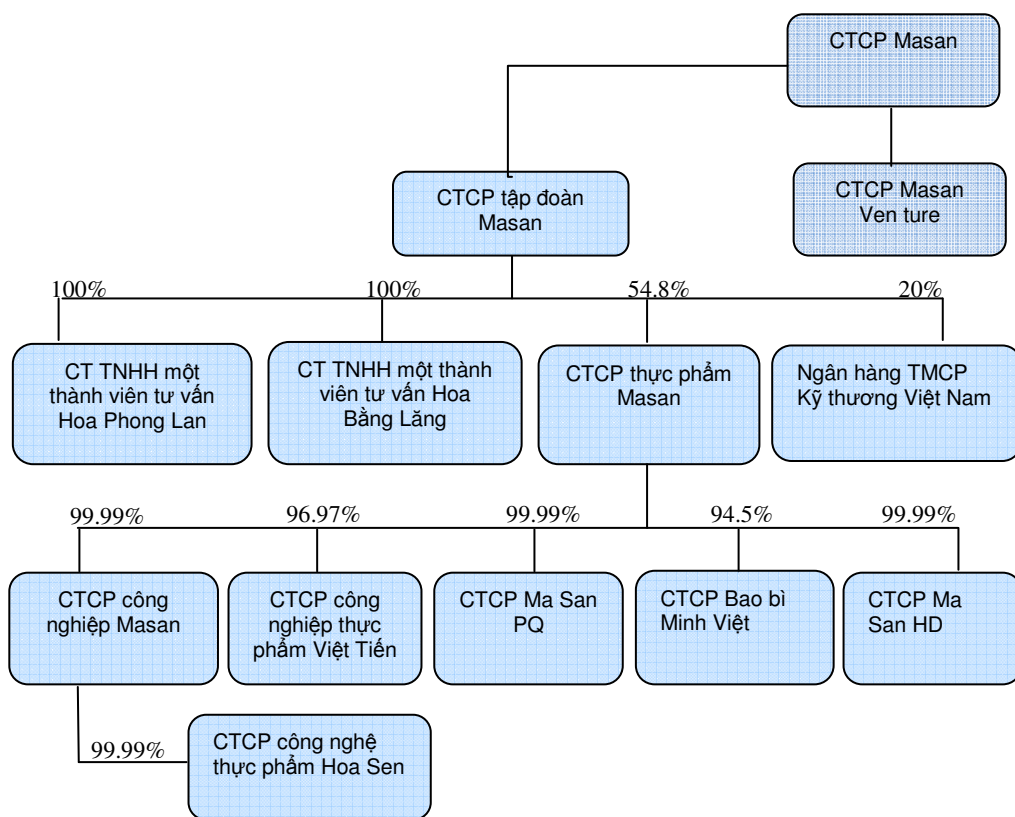 CTCP Masan
CTCP Masan
Ven ture
CTCP tập đoàn
Masan
100%
100%
54.8%
20%
CT TNHH một
thành viên tư vấn
Hoa Phong Lan
CT TNHH một thành
viên tư vấn Hoa
Bằng Lăng
CTCP thực phẩm
Masan
Ngân hàng TMCP
Kỹ thương Việt Nam
99.99%
96.97%
99.99%
94.5%
99.99%
CTCP công
nghiệp Masan
CTCP công
nghiệp thực
phẩm Việt Tiến
CTCP Ma San
PQ
CTCP Bao bì
Minh Việt
CTCP Ma
San HD
99.99%
CTCP công nghệ
thực phẩm Hoa Sen